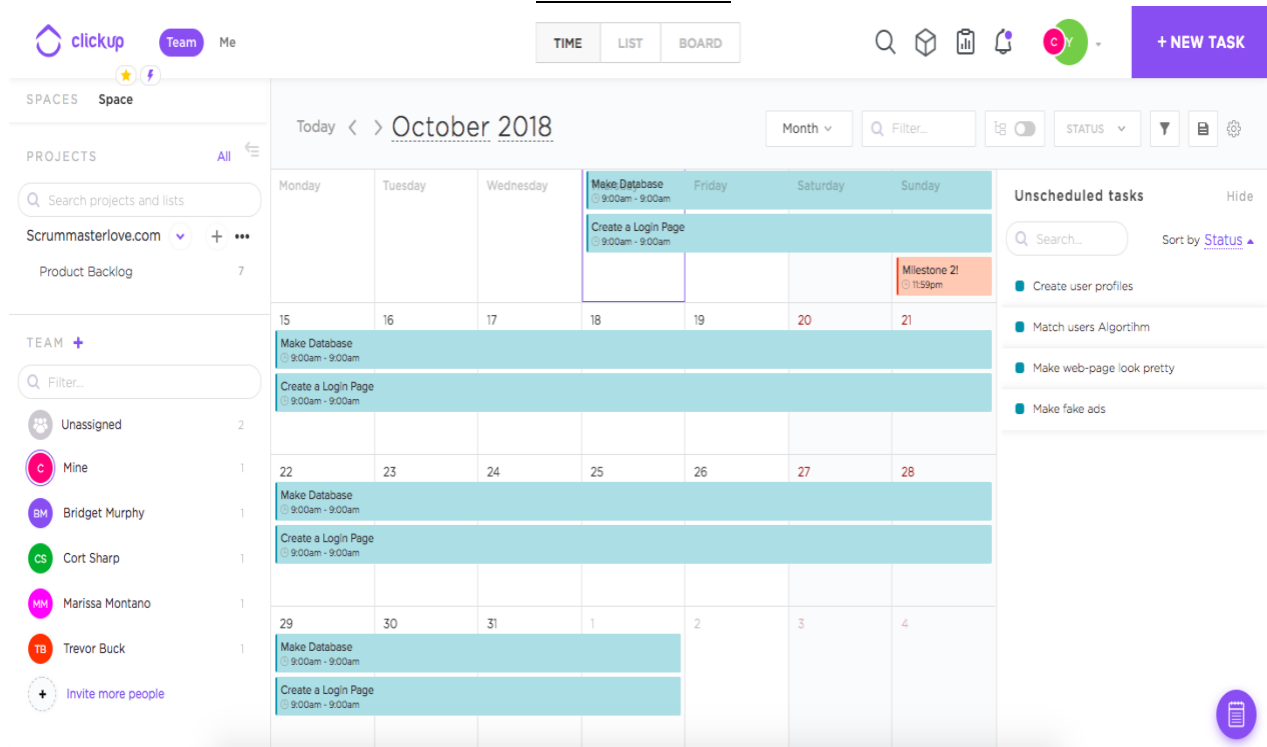 clickup
Team
Me
TIME
LIST
BOARD
C
Y
+ NEW TASK
SPACES
Space
PROJECTS
All
Search projects and lists
Scrummasterlove.com
Product Backlog
7
TEAM +
Filter...
Unassigned
2
C
Mine
1
BM
Bridget Murphy
1
CS
Cort Sharp
1
MM
Marissa Montano
1
TB
Trevor Buck
1
+
Invite more people
Today
October 2018
Month
Filter...
STATUS
Monday
Tuesday
Wednesday
Friday
Saturday
Sunday
Make Database
9:00am - 9:00am
Create a Login Page
9:00am - 9:00am
Milestone 2!
11:59pm
15 16 17 18 19 20 21
Make Database
9:00am - 9:00am
Create a Login Page
9:00am - 9:00am
22 23 24 25 26 27 28
Make Database
9:00am - 9:00am
Create a Login Page
9:00am - 9:00am
29 30 31 1 2 3 4
Make Database
9:00am - 9:00am
Create a Login Page
9:00am - 9:00am
Unscheduled tasks
Hide
Search...
Sort by Status
Create user profiles
Match users Algortihm
Make web-page look pretty
Make fake ads